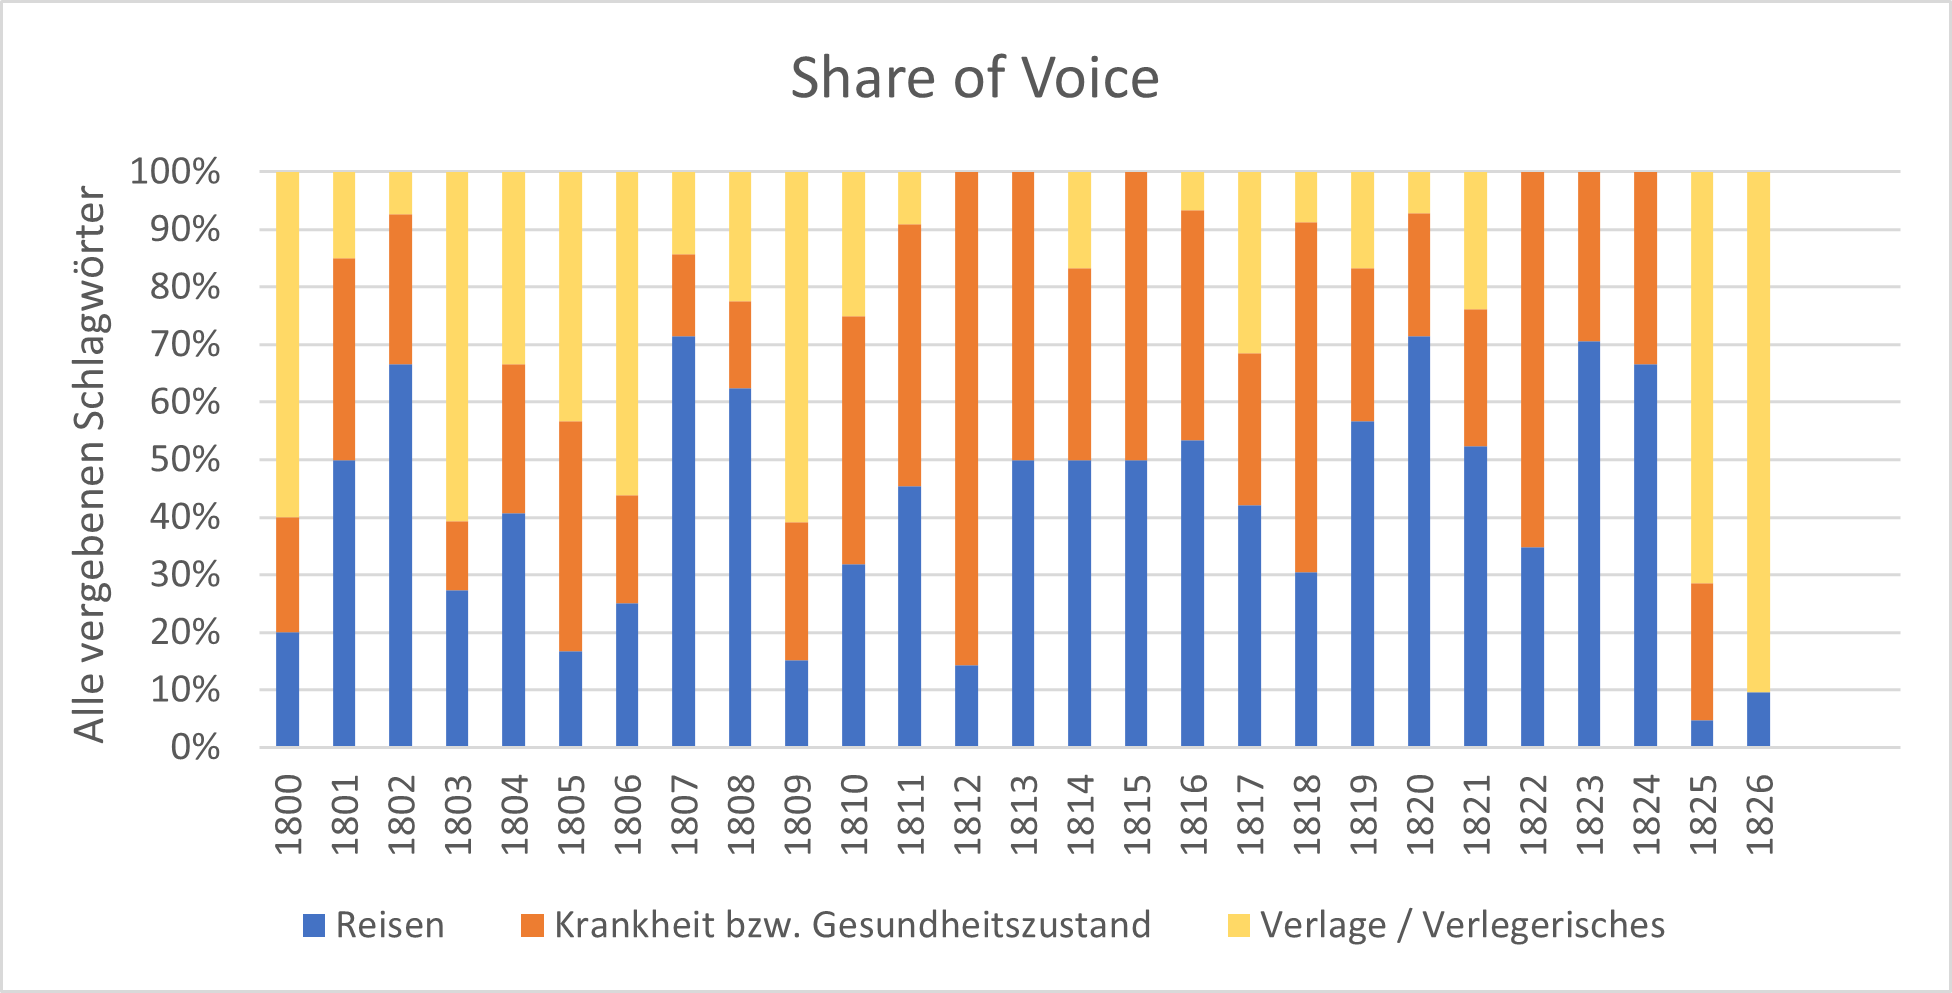 Share of Voice
Alle vergebenen Schlagwörter
100%
90%
80%
70%
60%
50%
40%
30%
20%
10%
0%
1800 1801 1802 1803 1804 1805 1806 1807 1808 1809 1810 1811 1812 1813 1814 1815 1816 1817 1818 1819 1820 1821 1822 1823 1824 1825 1826
Reisen Krankheit bzw. Gesundheitszustand Verlage / Verlegerisches